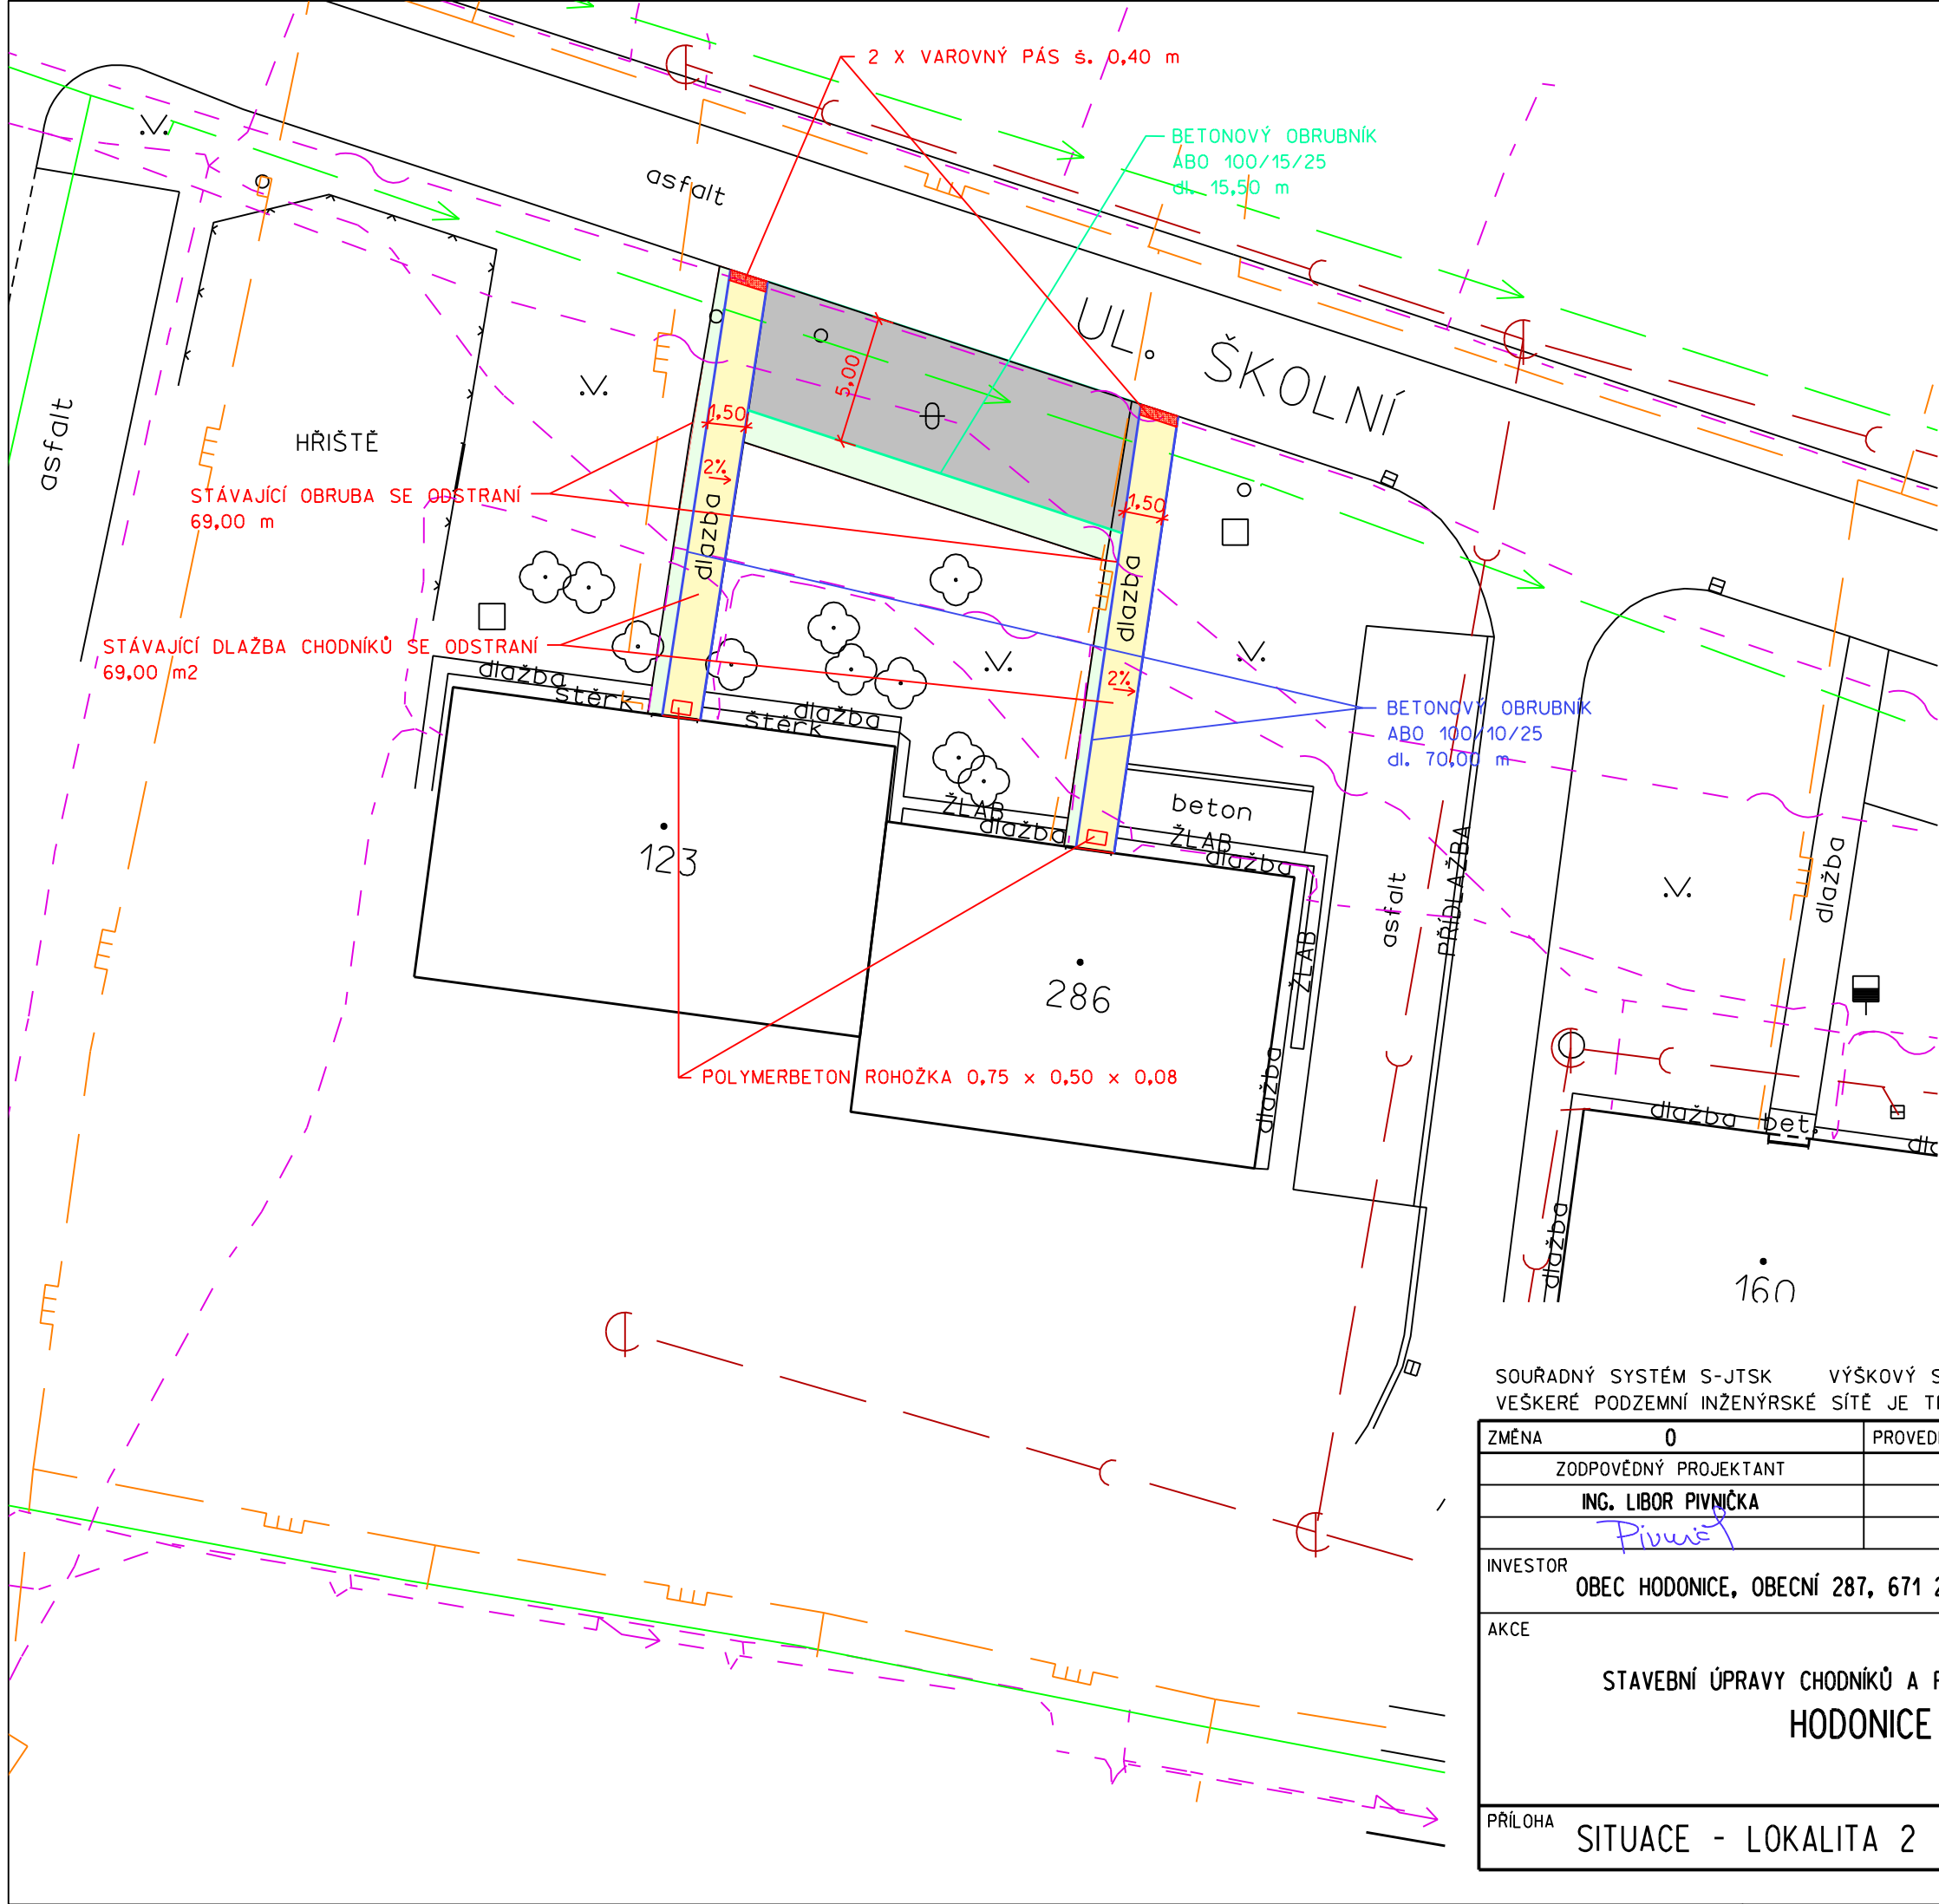 2 X VAROVNÝ PÁS š. 0,40 m
BETONOVÝ OBRUBNÍK
ABO 100/15/25
dl. 15,50 m
asfalt
UL. ŠKOLNÍ
5,00
1,50
2%
dlažba
asfalt
HŘIŠTĚ
STÁVAJÍCÍ OBRUBA SE ODSTRANÍ
69,00 m
1,50
dlažba
2%
STÁVAJÍCÍ DLAŽBA CHODNÍKŮ SE ODSTRANÍ
69,00 m2
dlažba
štěrk
dlažba
štěrk
BETONOVÝ OBRUBNÍK
ABO 100/10/25
dl. 70,00 m
beton
ŽLAB
dlažba
ŽLAB
dlažba
123
286
asfalt
PŘÍDLAŽBA
ŽLAB
dlažba
dlažba
POLYMERBETON ROHOŽKA 0,75 x 0,50 x 0,08
dlažba
bet.
dlažba
160
SOUŘADNÝ SYSTÉM S-JTSK VÝŠKOVÝ S
VEŠKERÉ PODZEMNÍ INŽENÝRSKÉ SÍTĚ JE
ZMĚNA 0 PROVED
ZODPOVĚDNÝ PROJEKTANT
ING. LIBOR PIVNIČKA
INVESTOR
OBEC HODONICE, OBECNÍ 287, 671 2
AKCE
STAVEBNÍ ÚPRAVY CHODNÍKŮ A
HODONICE
PŘÍLOHA
SITUACE - LOKALITA 2